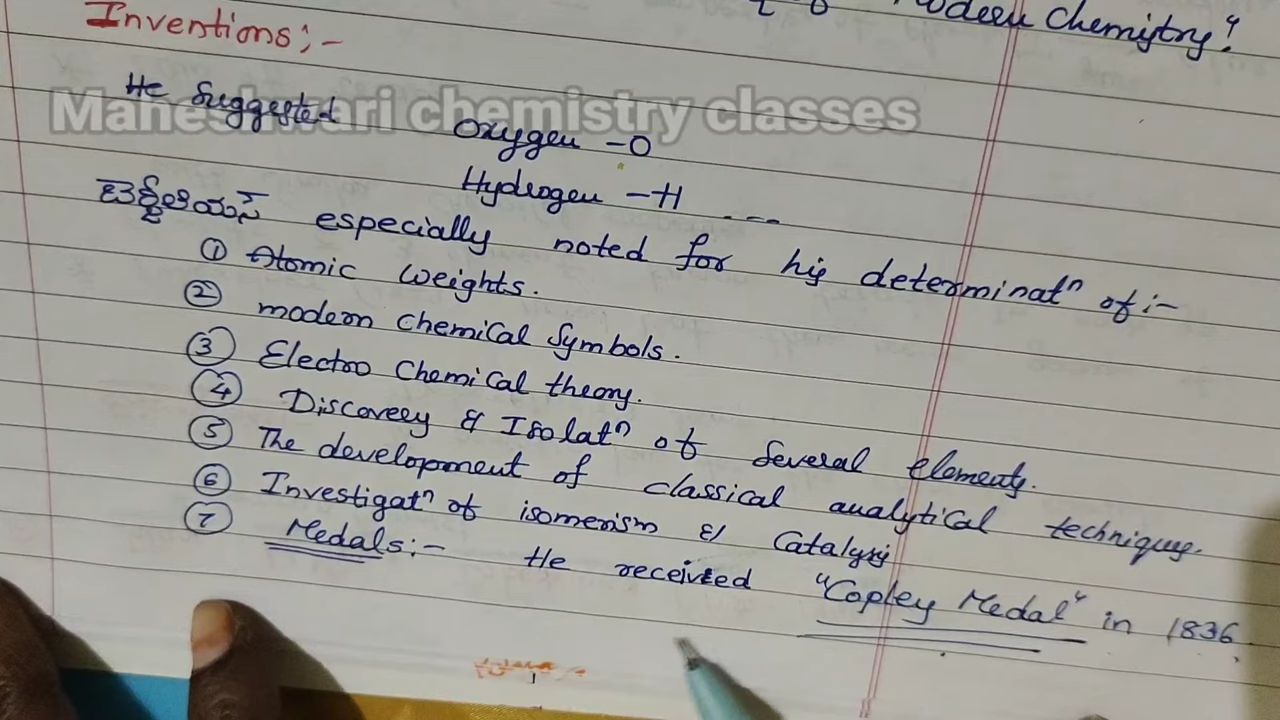 Modern Chemistry"
Inventions:-
Maheshwari chemistry classes
He suggested Oxygen - O
Hydrogen - H ---
especially noted for his determinatⁿ of:-
① Atomic weights.
② modern chemical symbols.
③ Electro Chemical theory.
④ Discovery & Isolatⁿ of several elements.
⑤ The development of classical analytical techniques.
⑥ Investigatⁿ of isomerism & Catalysis
⑦ Medals:- He received "Copley Medal" in 1836.